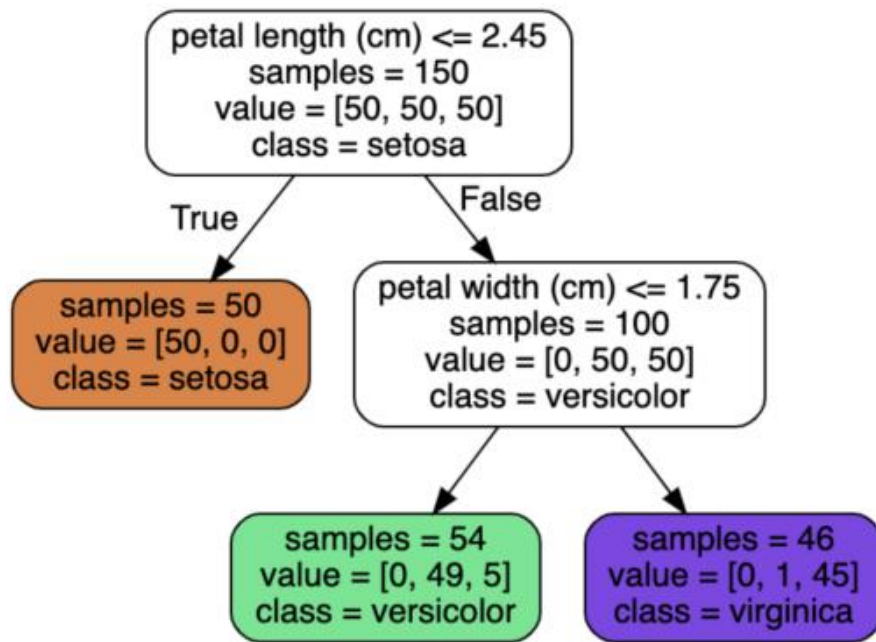 petal length (cm) <= 2.45
samples = 150
value = [50, 50, 50]
class = setosa
True
False
samples = 50
value = [50, 0, 0]
class = setosa
petal width (cm) <= 1.75
samples = 100
value = [0, 50, 50]
class = versicolor
samples = 54
value = [0, 49, 5]
class = versicolor
samples = 46
value = [0, 1, 45]
class = virginica